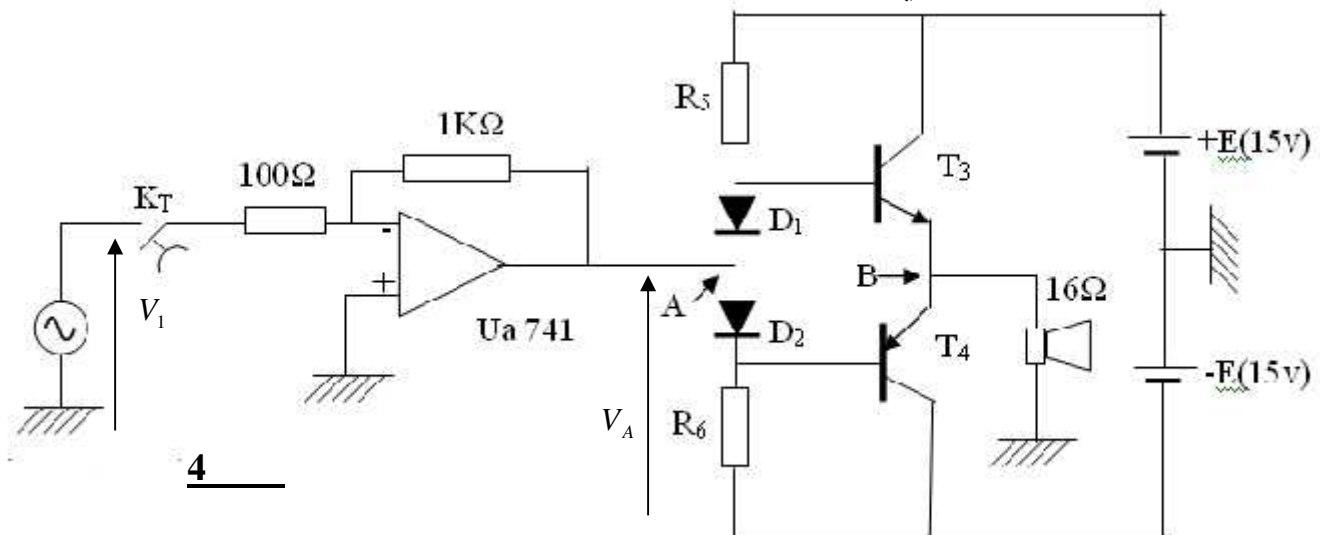 R5
1KΩ
+E(15v)
100Ω
T3
KT
D1
-
B
16Ω
+
A
V1
Ua 741
D2
T4
-E(15v)
VA
R6
4